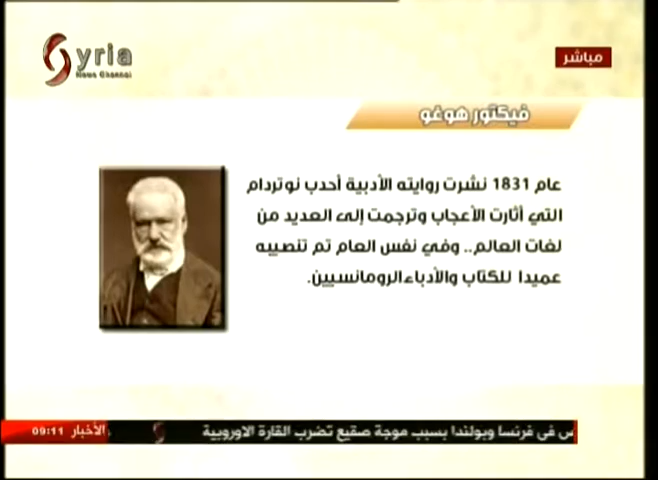 Syria
News Channel
مباشر
فيكتور هوغو
عام 1831 نشرت روايته الأدبية أحدب نوتردام
التي أثارت الأعجاب وترجمت إلى العديد من
لغات العالم.. وفي نفس العام تم تنصيبه
عميدا للكتاب والأدباء الرومانسيين.
في فرنسا وبولندا بسبب موجة صقيع تضرب القارة الاوروبية
الأخبار 09:11